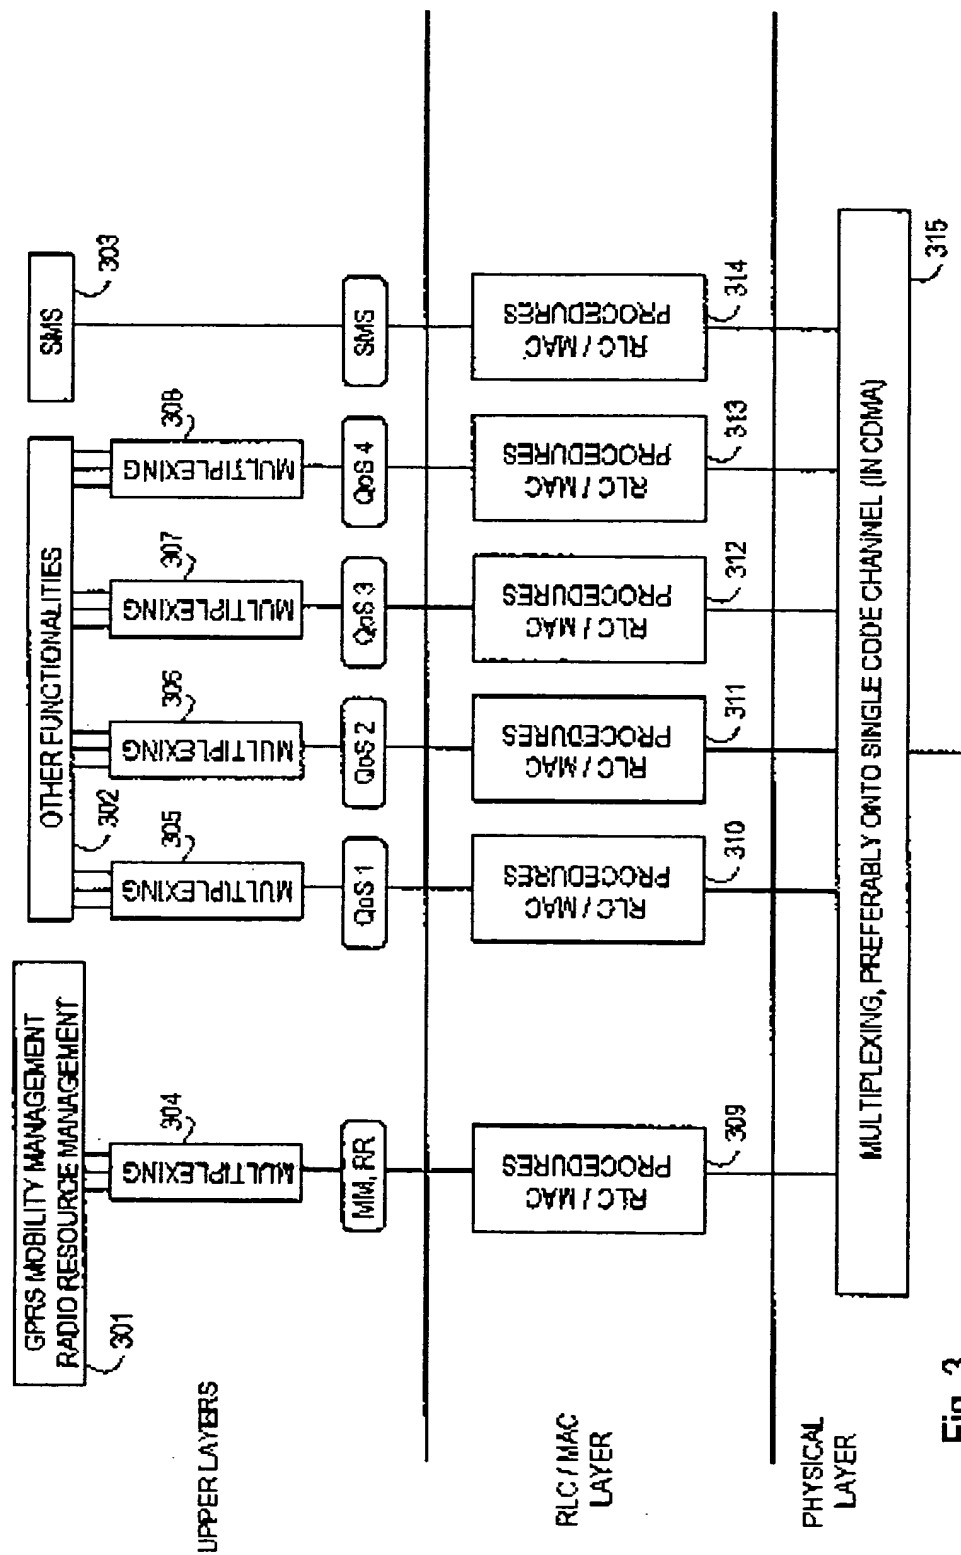 GPRS MOBILITY MANAGEMENT
RADIO RESOURCE MANAGEMENT
301
OTHER FUNCTIONALITIES
302
SMS
303
UPPER LAYERS
MULTIPLEXING
304
MULTIPLEXING
305
MULTIPLEXING
306
MULTIPLEXING
307
MULTIPLEXING
308
MM, RR
QoS 1
QoS 2
QoS 3
QoS 4
SMS
RLC / MAC
LAYER
RLC / MAC
PROCEDURES
309
RLC / MAC
PROCEDURES
310
RLC / MAC
PROCEDURES
311
RLC / MAC
PROCEDURES
312
RLC / MAC
PROCEDURES
313
RLC / MAC
PROCEDURES
314
PHYSICAL
LAYER
MULTIPLEXING, PREFERABLY ONTO SINGLE CODE CHANNEL (IN CDMA)
315
Fig. 3